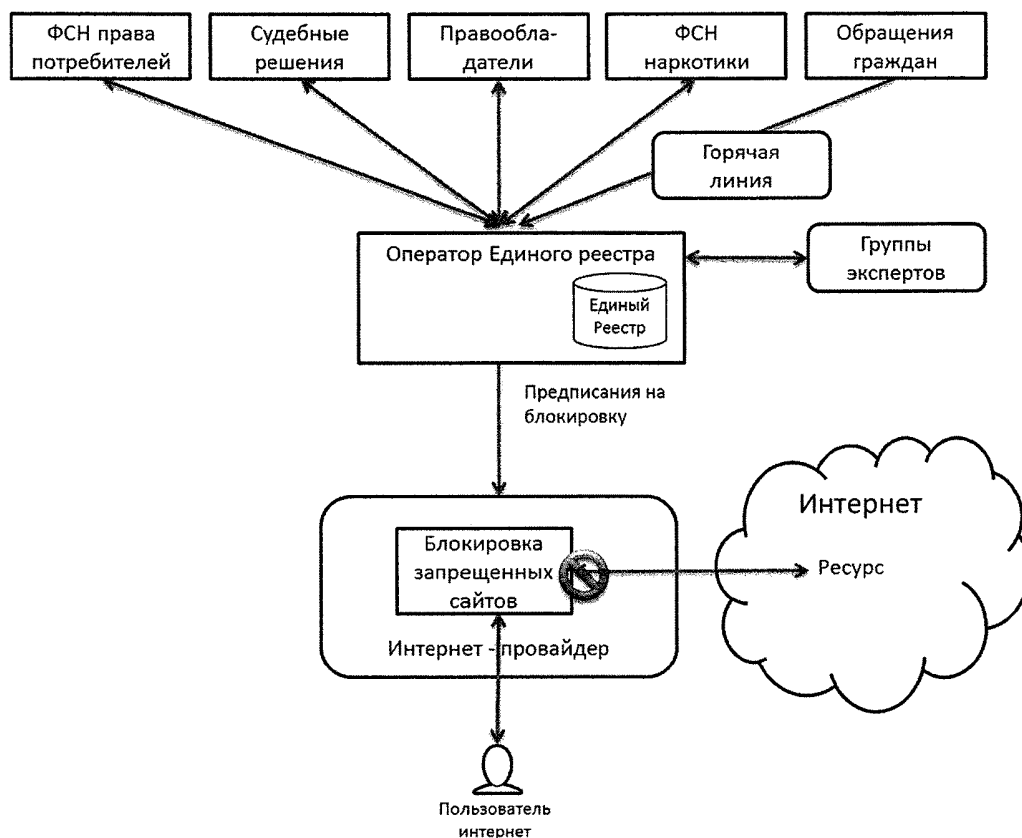 ФСН права
потребителей
Судебные
решения
Правообла-
датели
ФСН
наркотики
Обращения
граждан
Горячая
линия
Оператор Единого реестра
Единый
Реестр
Группы
экспертов
Предписания на
блокировку
Интернет
Блокировка
запрещенных
сайтов
Ресурс
Интернет - провайдер
Пользователь
интернет